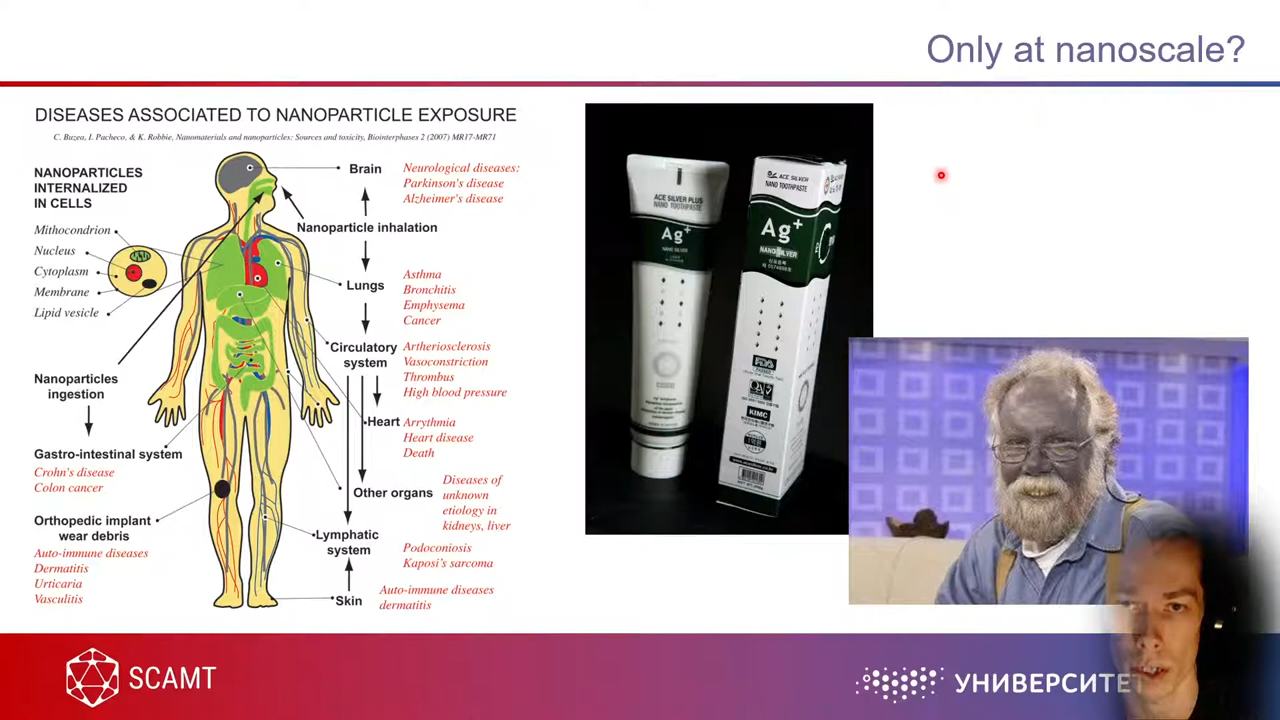 Only at nanoscale?
DISEASES ASSOCIATED TO NANOPARTICLE EXPOSURE
C. Buzea, I. Pacheco, & K. Robbie, Nanomaterials and nanoparticles: Sources and toxicity, Biointerphases 2 (2007) MR17-MR71
NANOPARTICLES
INTERNALIZED
IN CELLS
Mithocondrion
Nucleus
Cytoplasm
Membrane
Lipid vesicle
Nanoparticles
ingestion
Gastro-intestinal system
Crohn's disease
Colon cancer
Orthopedic implant
wear debris
Auto-immune diseases
Dermatitis
Urticaria
Vasculitis
Brain
Neurological diseases:
Parkinson's disease
Alzheimer's disease
Nanoparticle inhalation
Lungs
Asthma
Bronchitis
Emphysema
Cancer
Circulatory
system
Artheriosclerosis
Vasoconstriction
Thrombus
High blood pressure
Heart
Arrythmia
Heart disease
Death
Other organs
Diseases of
unknown
etiology in
kidneys, liver
Lymphatic
system
Podoconiosis
Kaposi's sarcoma
Skin
Auto-immune diseases
dermatitis
ACE SILVER PLUS
NANO TOOTHPASTE
Ag+
NANO SILVER
ACE SILVER
NANO TOOTHPASTE
Ag+
NANO SILVER
FDA
KIMC
SCAMT
УНИВЕРСИТЕТ